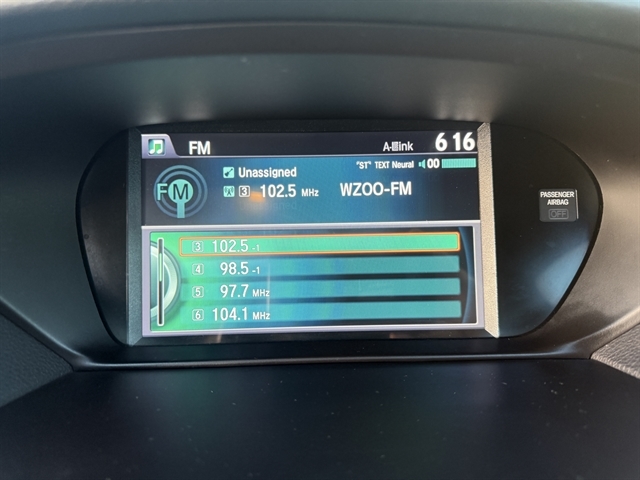 FM A-link 6 16
Unassigned "ST" TEXT Neural 00
FM 3 102.5 MHz WZOO-FM
PASSENGER
AIRBAG
OFF
3 102.5 -1
4 98.5 -1
5 97.7 MHz
6 104.1 MHz